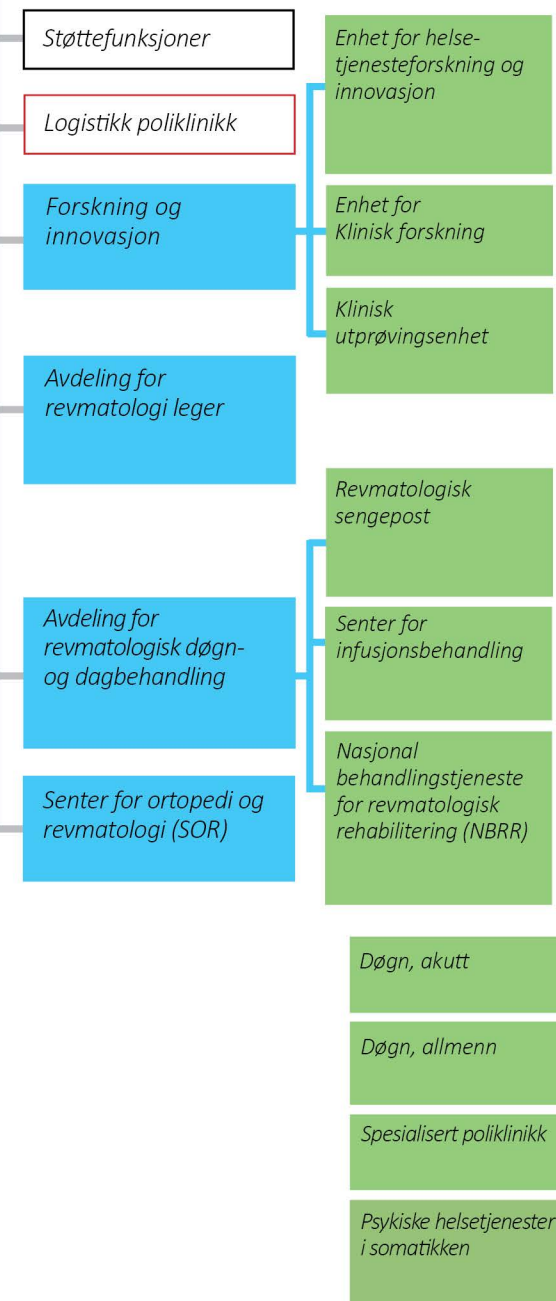 Støttefunksjoner
Logistikk poliklinikk
Forskning og
innovasjon
Enhet for helse-
tjenesteforskning og
innovasjon
Enhet for
Klinisk forskning
Klinisk
utprøvingsenhet
Avdeling for
revmatologi leger
Avdeling for
revmatologisk døgn-
og dagbehandling
Revmatologisk
sengepost
Senter for
infusjonsbehandling
Nasjonal
behandlingstjeneste
for revmatologisk
rehabilitering (NBRR)
Senter for ortopedi og
revmatologi (SOR)
Døgn, akutt
Døgn, allmenn
Spesialisert poliklinikk
Psykiske helsetjenester
i somatikken